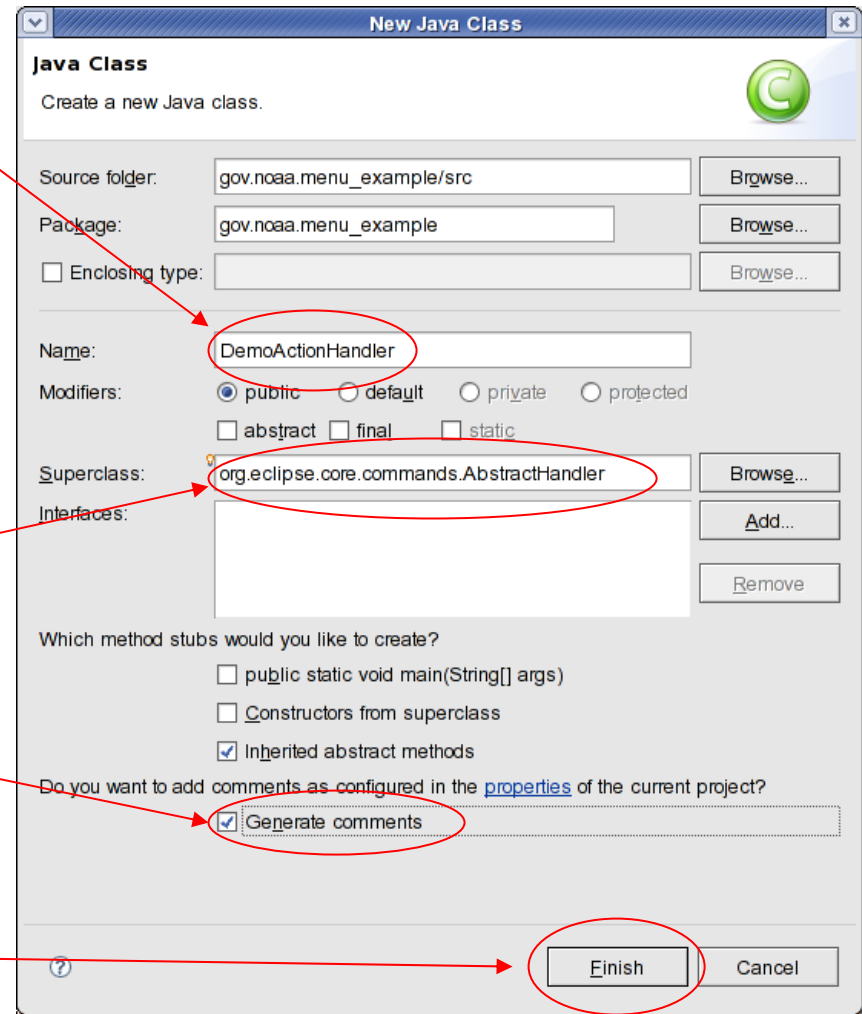 New Java Class
Java Class
Create a new Java class.
C
Source folder: gov.noaa.menu_example/src Browse...
Package: gov.noaa.menu_example Browse...
Enclosing type: Browse...
Name: DemoActionHandler
Modifiers: public default private protected
abstract final static
Superclass: org.eclipse.core.commands.AbstractHandler Browse...
Interfaces: Add...
Remove
Which method stubs would you like to create?
public static void main(String[] args)
Constructors from superclass
Inherited abstract methods
Do you want to add comments as configured in the properties of the current project?
Generate comments
? Finish Cancel